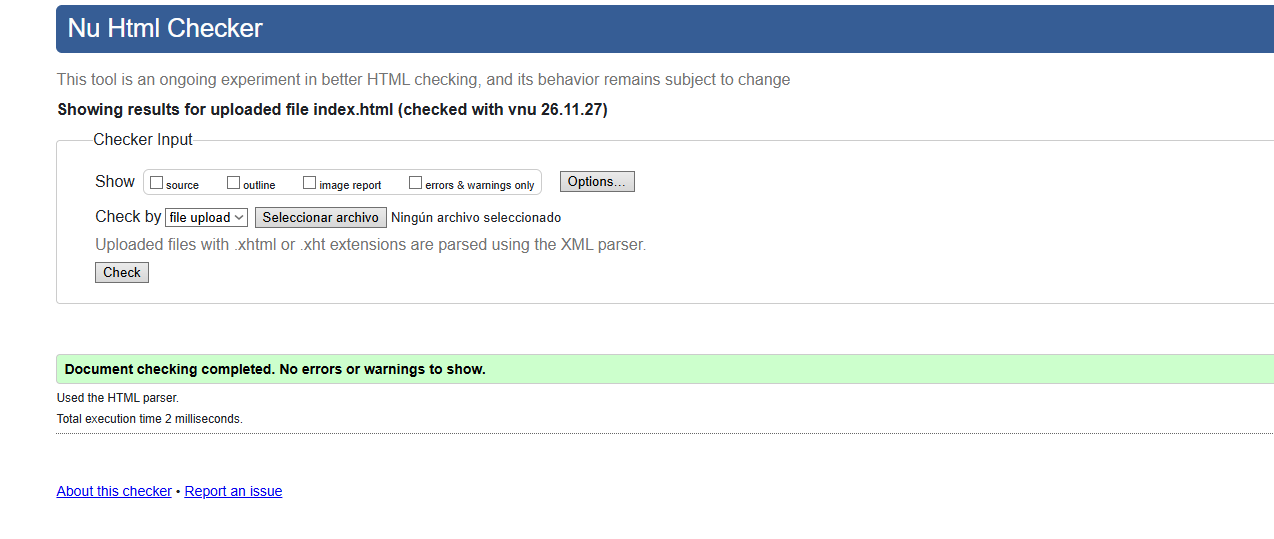 Nu Html Checker
This tool is an ongoing experiment in better HTML checking, and its behavior remains subject to change
Showing results for uploaded file index.html (checked with vnu 26.11.27)
Checker Input
Show source outline image report errors & warnings only Options...
Check by file upload Seleccionar archivo Ningún archivo seleccionado
Uploaded files with .xhtml or .xht extensions are parsed using the XML parser.
Check
Document checking completed. No errors or warnings to show.
Used the HTML parser.
Total execution time 2 milliseconds.
About this checker • Report an issue